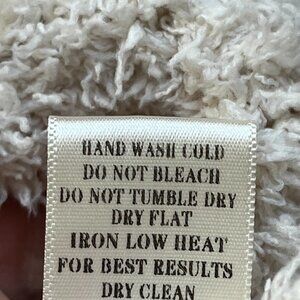 HAND WASH COLD
DO NOT BLEACH
DO NOT TUMBLE DRY
DRY FLAT
IRON LOW HEAT
FOR BEST RESULTS
DRY CLEAN